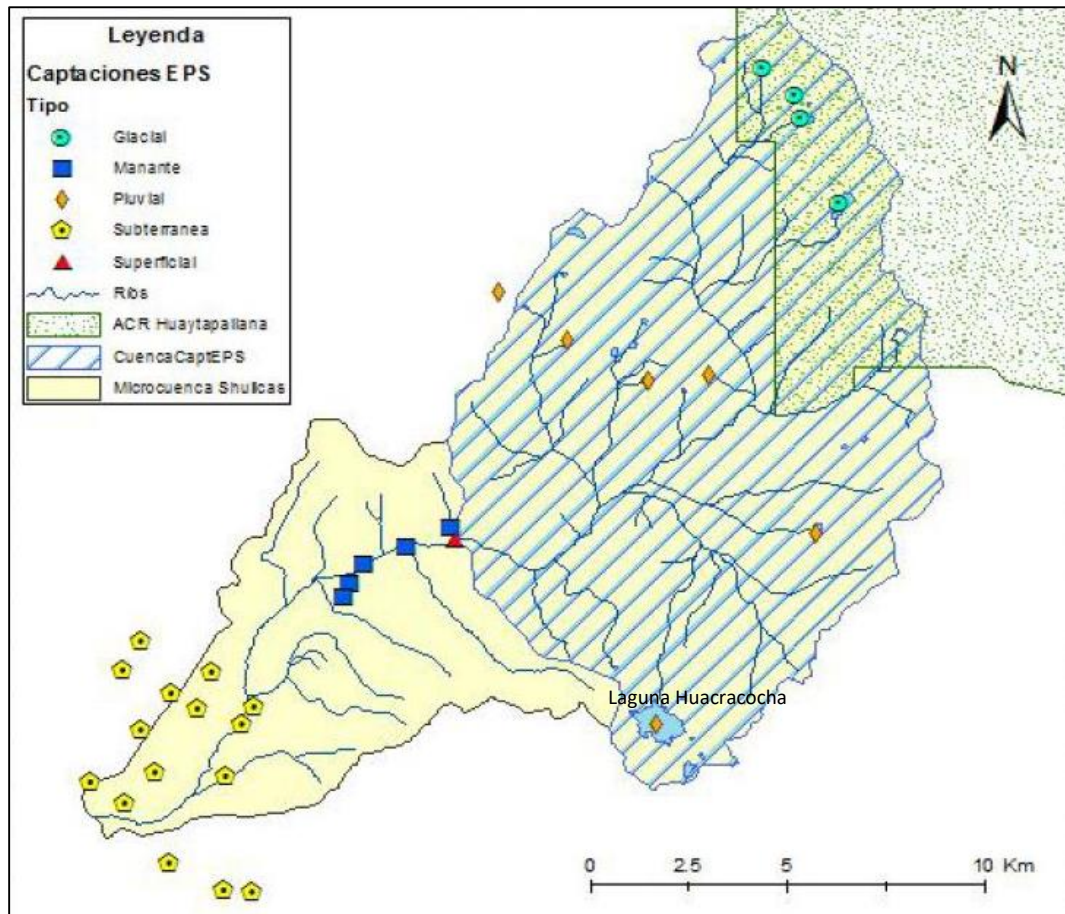 Leyenda
Captaciones EPS
Tipo
Glacial
Manante
Pluvial
Subterranea
Superficial
Ríos
ACR Huaytapallana
CuencaCaptEPS
Microcuenca Shullcas
N
Laguna Huacracocha
0 2.5 5 10 Km